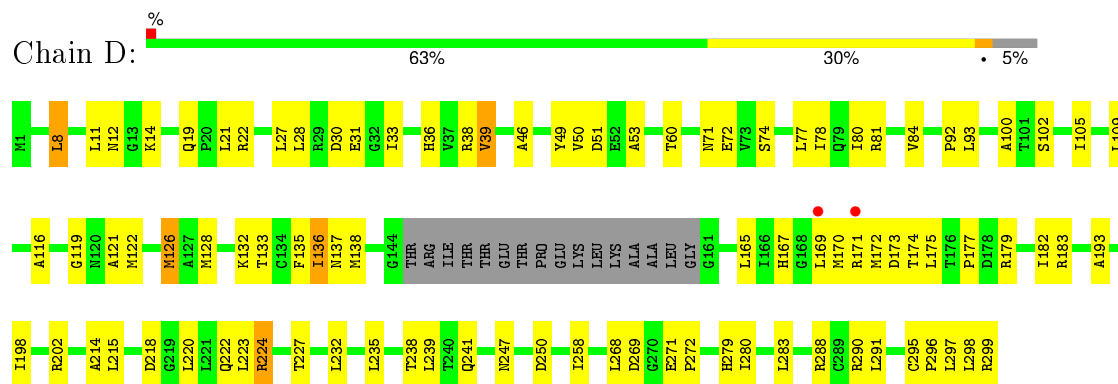 %
Chain D:
63% 30% • 5%
M1 L8 L11 N12 G13 K14 Q19 P20 L21 R22 L27 L28 R29 D30 E31 G32 I33 H36 V37 R38 V39 A46 Y49 V50 D51 E52 A53 T60 N71 E72 V73 S74 L77 I78 Q79 I80 R81 V84 P92 L93 A100 T101 S102 I105 L109
A116 G119 N120 A121 M122 M126 A127 M128 K132 T133 C134 F135 I136 N137 M138 G144 THR ARG ILE THR THR GLU THR PRO GLU LYS LEU LYS ALA ALA LEU GLY G161 L165 I166 H167 G168 L169 M170 R171 M172 D173 T174 L175 T176 P177 D178 R179 I182 R183 A193
I198 R202 A214 L215 D218 G219 L220 L221 Q222 L223 R224 T227 L232 L235 T238 L239 T240 Q241 N247 D250 I258 L268 D269 G270 E271 P272 H279 I280 L283 R288 C289 R290 L291 C295 P296 L297 L298 R299